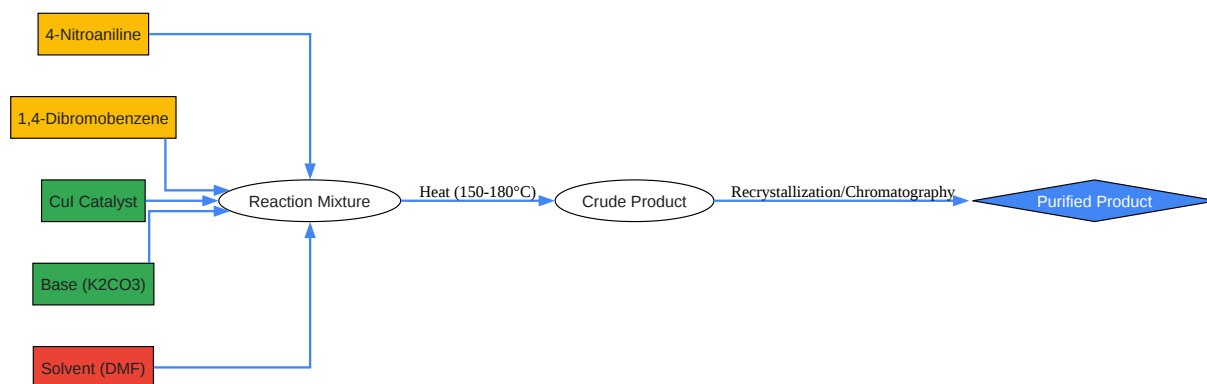 4-Nitroaniline
1,4-Dibromobenzene
CuI Catalyst
Reaction Mixture
Heat (150-180°C)
Crude Product
Recrystallization/Chromatography
Purified Product
Base (K2CO3)
Solvent (DMF)